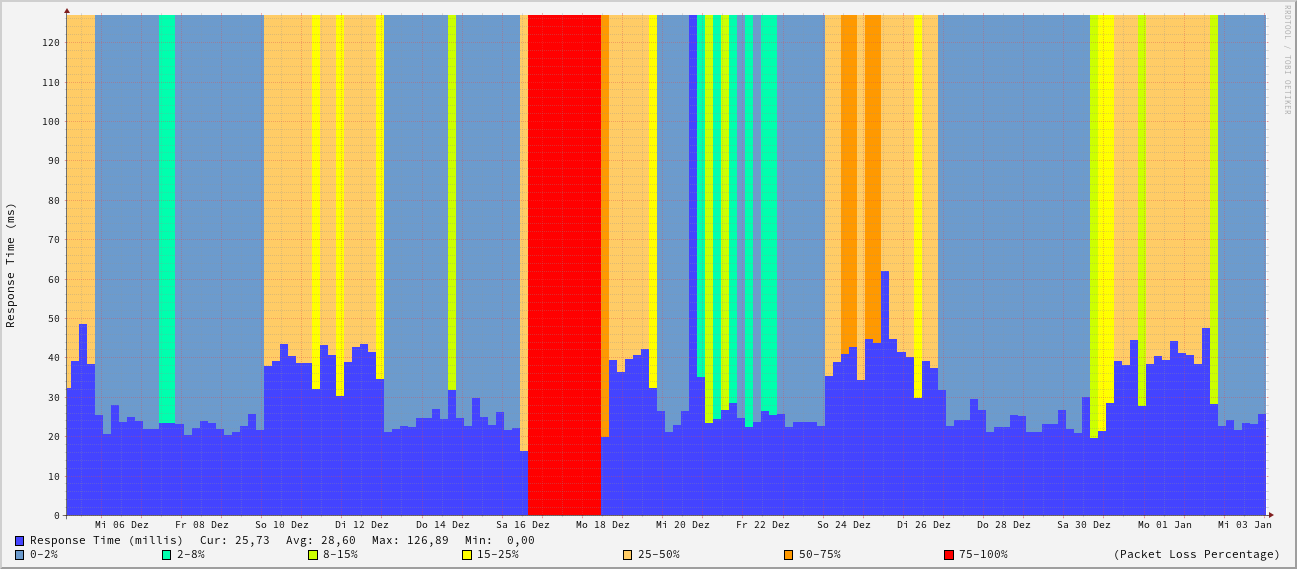 RRDTOOL / TOBI OETIKER
Response Time (ms)
120
110
100
90
80
70
60
50
40
30
20
10
0
Mi 06 Dez Fr 08 Dez So 10 Dez Di 12 Dez Do 14 Dez Sa 16 Dez Mo 18 Dez Mi 20 Dez Fr 22 Dez So 24 Dez Di 26 Dez Do 28 Dez Sa 30 Dez Mo 01 Jan Mi 03 Jan
Response Time (millis) Cur: 25,73 Avg: 28,60 Max: 126,89 Min: 0,00
0-2% 2-8% 8-15% 15-25% 25-50% 50-75% 75-100% (Packet Loss Percentage)